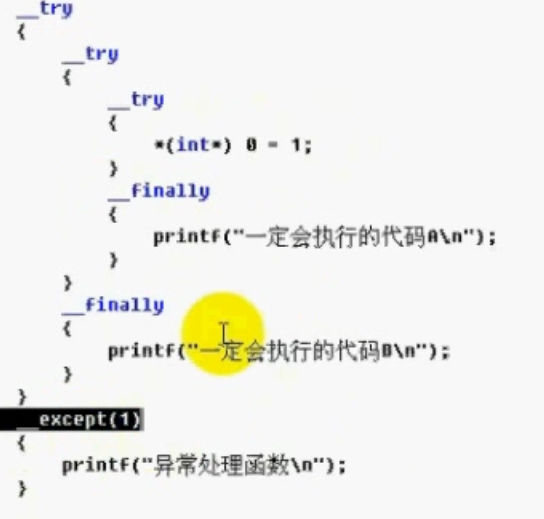 __try
{
__try
{
__try
{
*(int*) 0 = 1;
}
__finally
{
printf("一定会执行的代码A\n");
}
}
__finally
{
printf("一定会执行的代码B\n");
}
}
__except(1)
{
printf("异常处理函数\n");
}